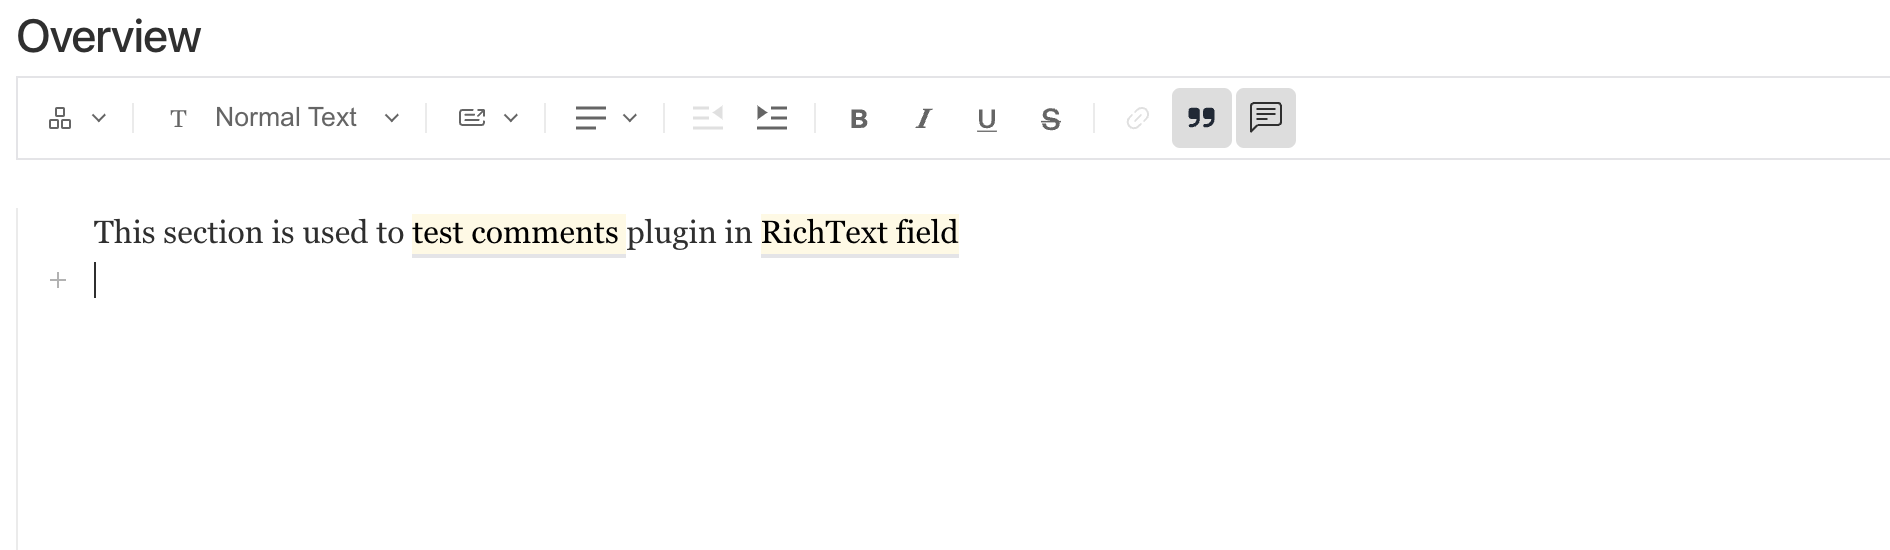 Overview
T Normal Text B I U S
This section is used to test comments plugin in RichText field